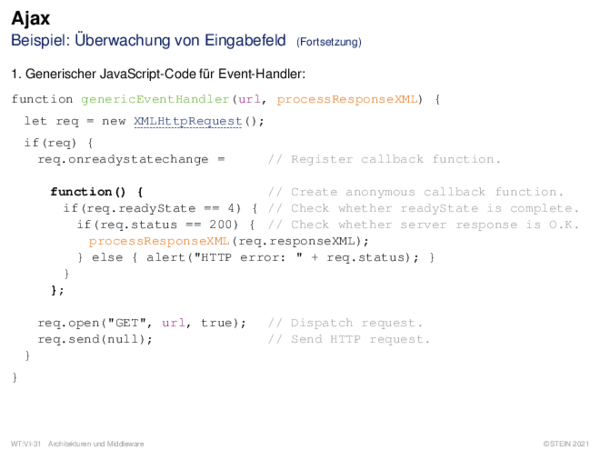 Ajax
Beispiel: Überwachung von Eingabefeld (Fortsetzung)
1. Generischer JavaScript-Code für Event-Handler:
function genericEventHandler(url, processResponseXML) {
let req = new XMLHttpRequest();
if(req) {
req.onreadystatechange = // Register callback function.
function() { // Create anonymous callback function.
if(req.readyState == 4) { // Check whether readyState is complete.
if(req.status == 200) { // Check whether server response is O.K.
processResponseXML(req.responseXML);
} else { alert("HTTP error: " + req.status); }
}
};
req.open("GET", url, true); // Dispatch request.
req.send(null); // Send HTTP request.
}
}
WT:VI-31 Architekturen und Middleware ©STEIN 2021